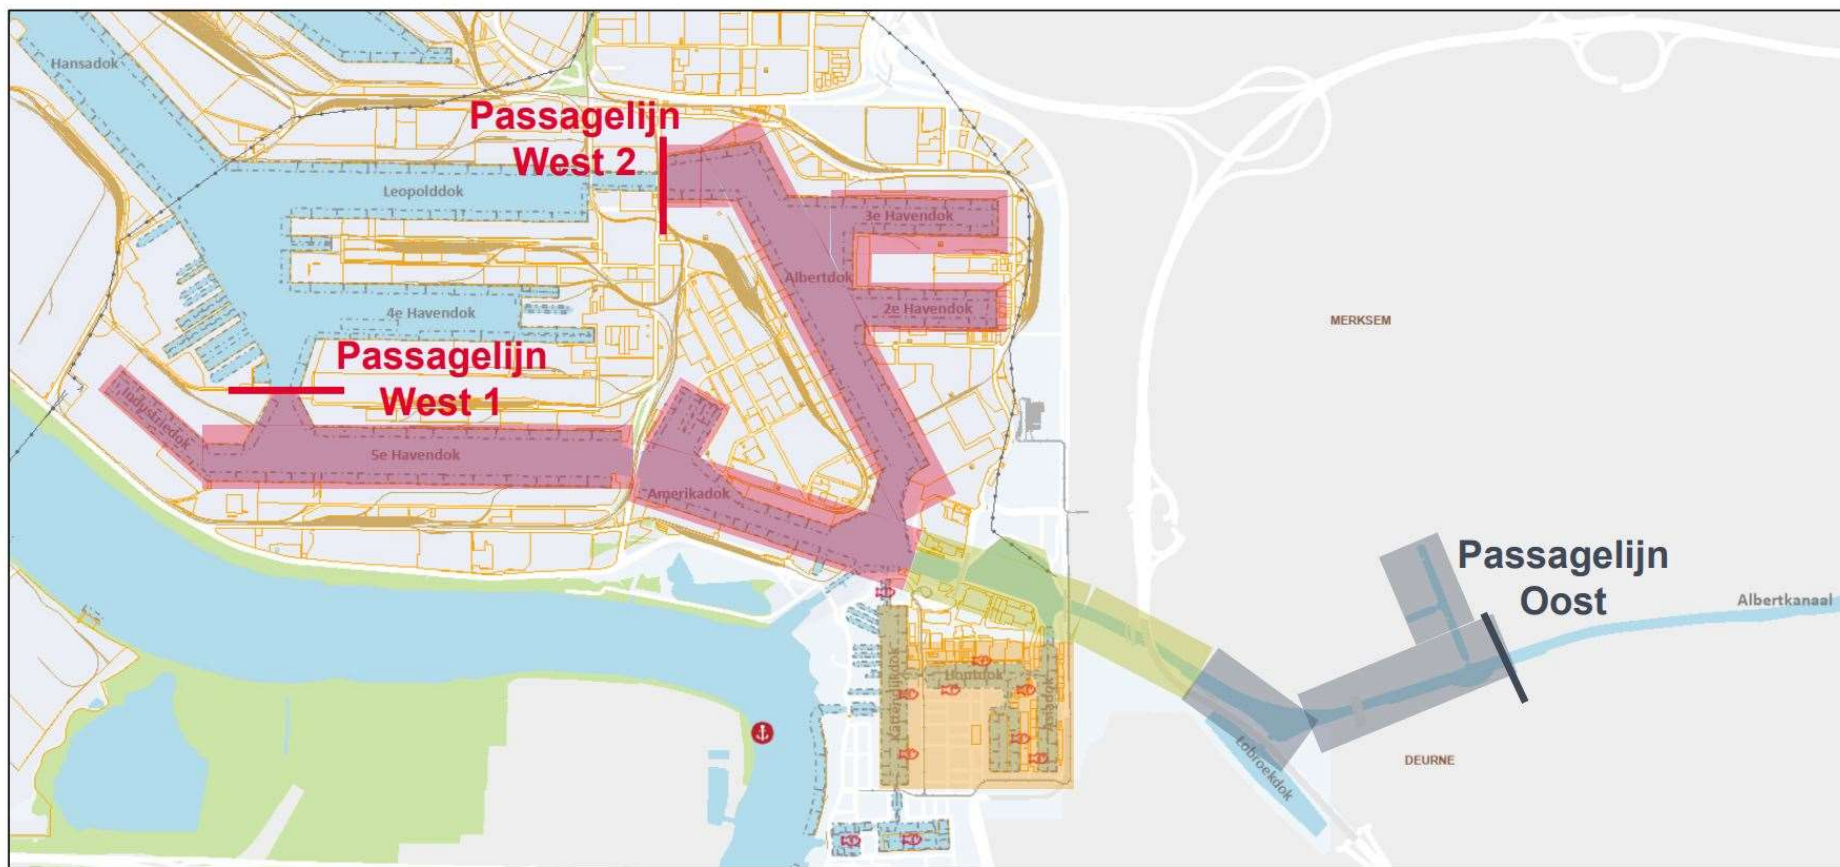 Hansadok
Passagelijn
West 2
Leopolddok
3e Havendok
Albertdok
2e Havendok
4e Havendok
MERKSEM
Passagelijn
West 1
Industriedok
5e Havendok
Amerikadok
Passagelijn
Oost
Albertkanaal
Kattendijkdok
Houtdok
Asiadok
Lobroekdok
DEURNE